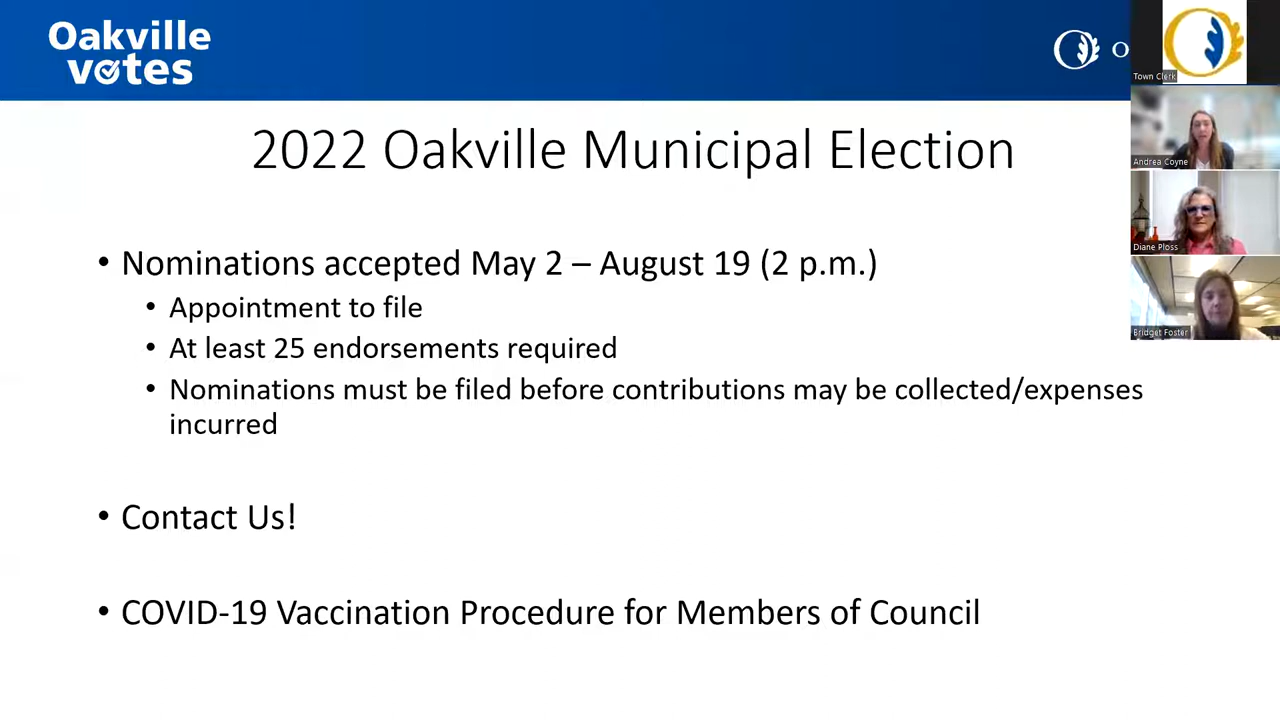 Oakville
votes
O
Town Clerk
Andrea Coyne
Diane Ploss
Bridget Foster
2022 Oakville Municipal Election
• Nominations accepted May 2 – August 19 (2 p.m.)
• Appointment to file
• At least 25 endorsements required
• Nominations must be filed before contributions may be collected/expenses
incurred
• Contact Us!
• COVID-19 Vaccination Procedure for Members of Council